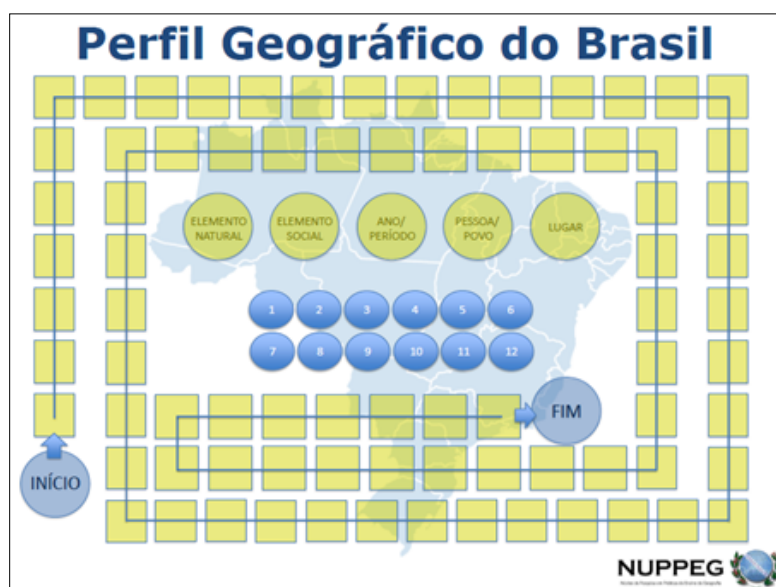 Perfil Geográfico do Brasil
ELEMENTO
NATURAL
ELEMENTO
SOCIAL
ANO/
PERÍODO
PESSOA/
POVO
LUGAR
1 2 3 4 5 6
7 8 9 10 11 12
FIM
INÍCIO
NUPPEG